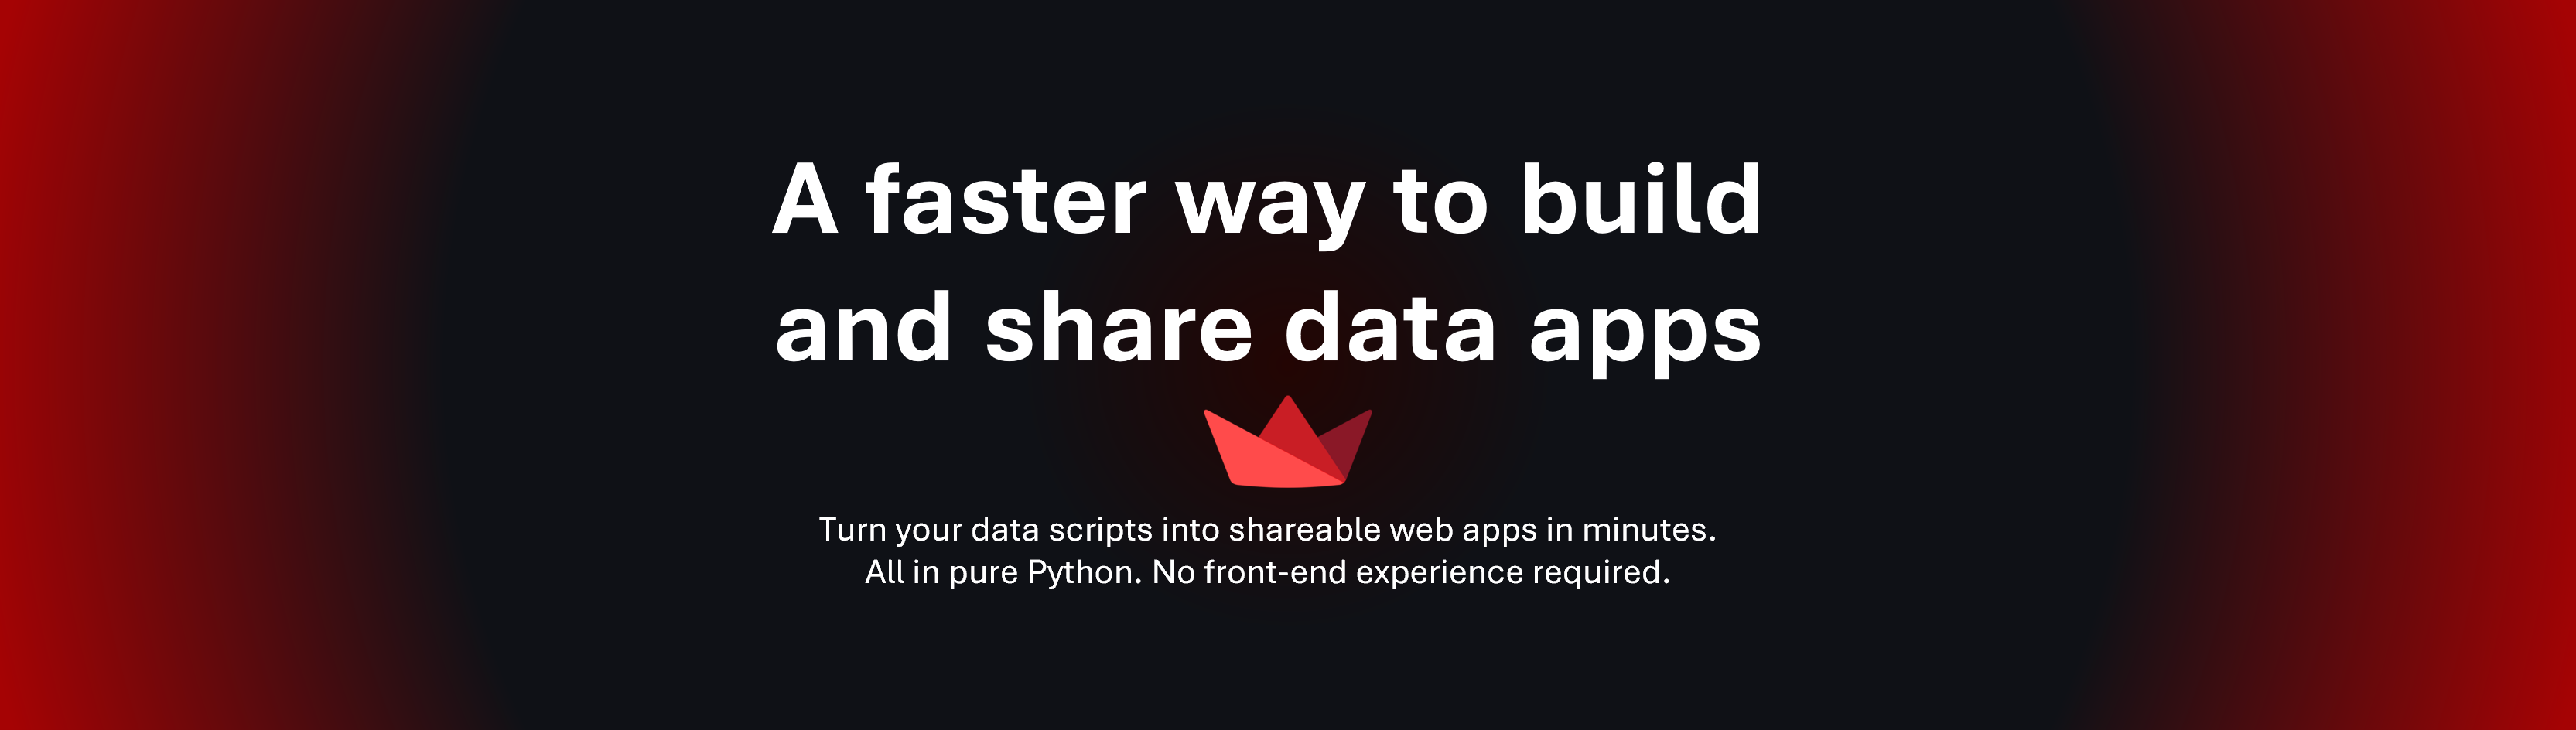 A faster way to build
and share data apps
Turn your data scripts into shareable web apps in minutes.
All in pure Python. No front-end experience required.